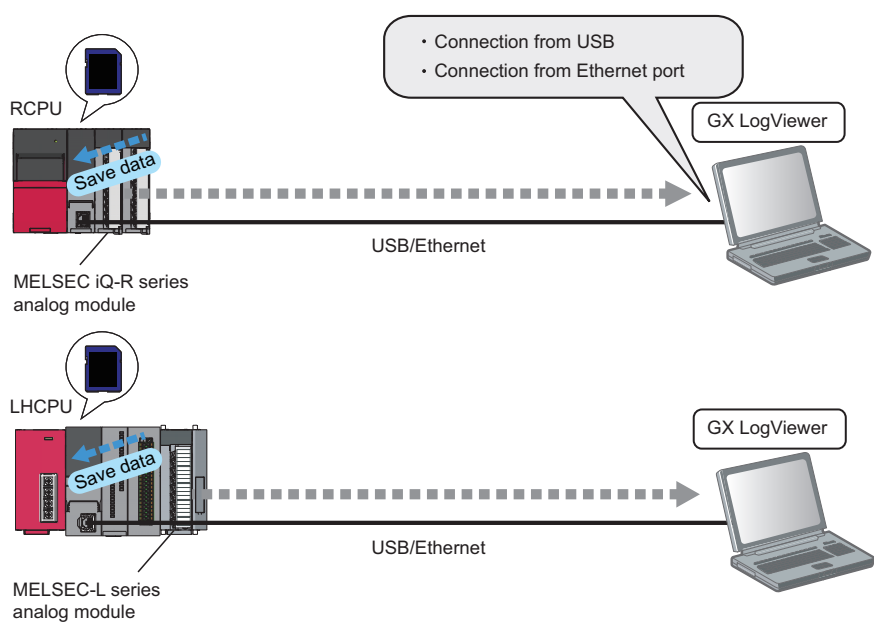 ・Connection from USB
・Connection from Ethernet port
RCPU
GX LogViewer
Save data
USB/Ethernet
MELSEC iQ-R series
analog module
LHCPU
GX LogViewer
Save data
USB/Ethernet
MELSEC-L series
analog module